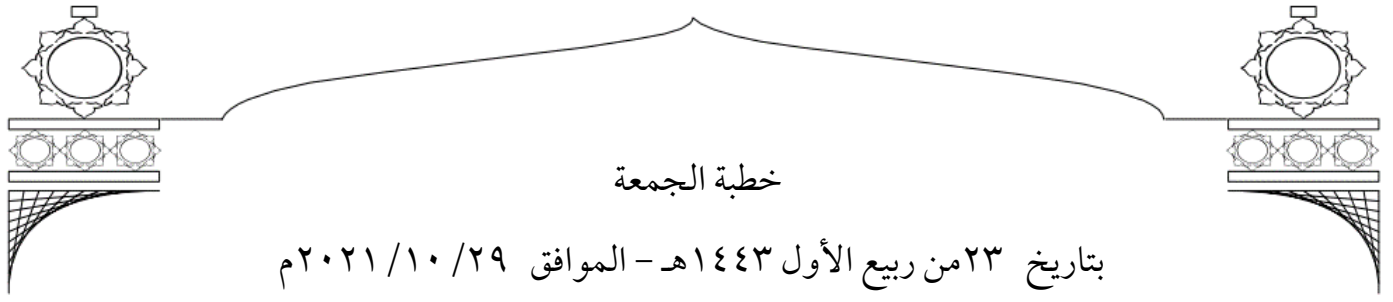 خطبة الجمعة
بتاريخ ٢٣من ربيع الأول ١٤٤٣هـ – الموافق ٢٩/ ١٠/ ٢٠٢١م